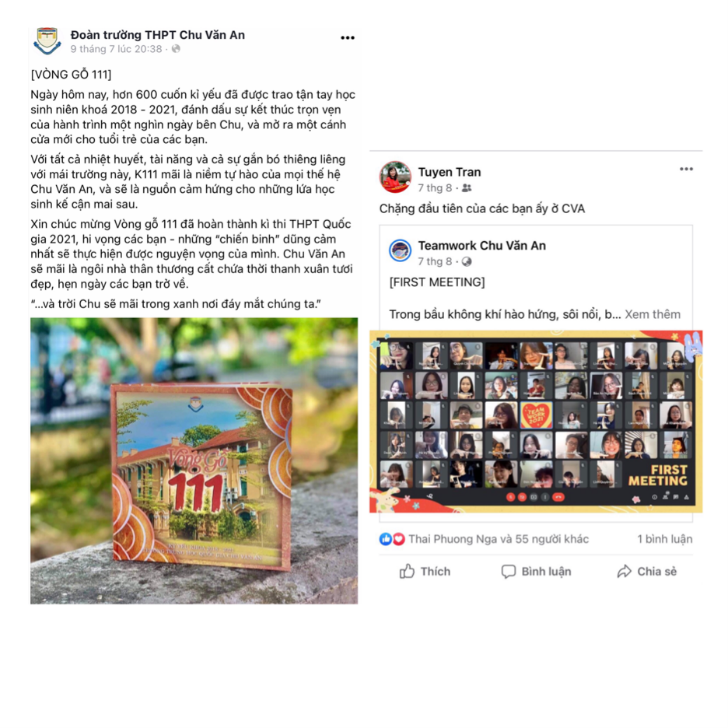 Đoàn trường THPT Chu Văn An
9 tháng 7 lúc 20:38 ·
[VÒNG GỖ 111]
Ngày hôm nay, hơn 600 cuốn kỉ yếu đã được trao tận tay học
sinh niên khoá 2018 - 2021, đánh dấu sự kết thúc trọn vẹn
của hành trình một nghìn ngày bên Chu, và mở ra một cánh
cửa mới cho tuổi trẻ của các bạn.
Với tất cả nhiệt huyết, tài năng và cả sự gắn bó thiêng liêng
với mái trường này, K111 mãi là niềm tự hào của mọi thế hệ
Chu Văn An, và sẽ là nguồn cảm hứng cho những lứa học
sinh kế cận mai sau.
Xin chúc mừng Vòng gỗ 111 đã hoàn thành kì thi THPT Quốc
gia 2021, hi vọng các bạn - những “chiến binh” dũng cảm
nhất sẽ thực hiện được nguyện vọng của mình. Chu Văn An
sẽ mãi là ngôi nhà thân thương cất chứa thời thanh xuân tươi
đẹp, hẹn ngày các bạn trở về.
“...và trời Chu sẽ mãi trong xanh nơi đáy mắt chúng ta.”
Vòng Gỗ
111
Tuyen Tran
7 thg 8 ·
Chặng đầu tiên của các bạn ấy ở CVA
Teamwork Chu Văn An
7 thg 8 ·
[FIRST MEETING]
Trong bầu không khí hào hứng, sôi nổi, b... Xem thêm
TEAM
WORK
FIRST
MEETING
Thai Phuong Nga và 55 người khác
1 bình luận
Thích
Bình luận
Chia sẻ